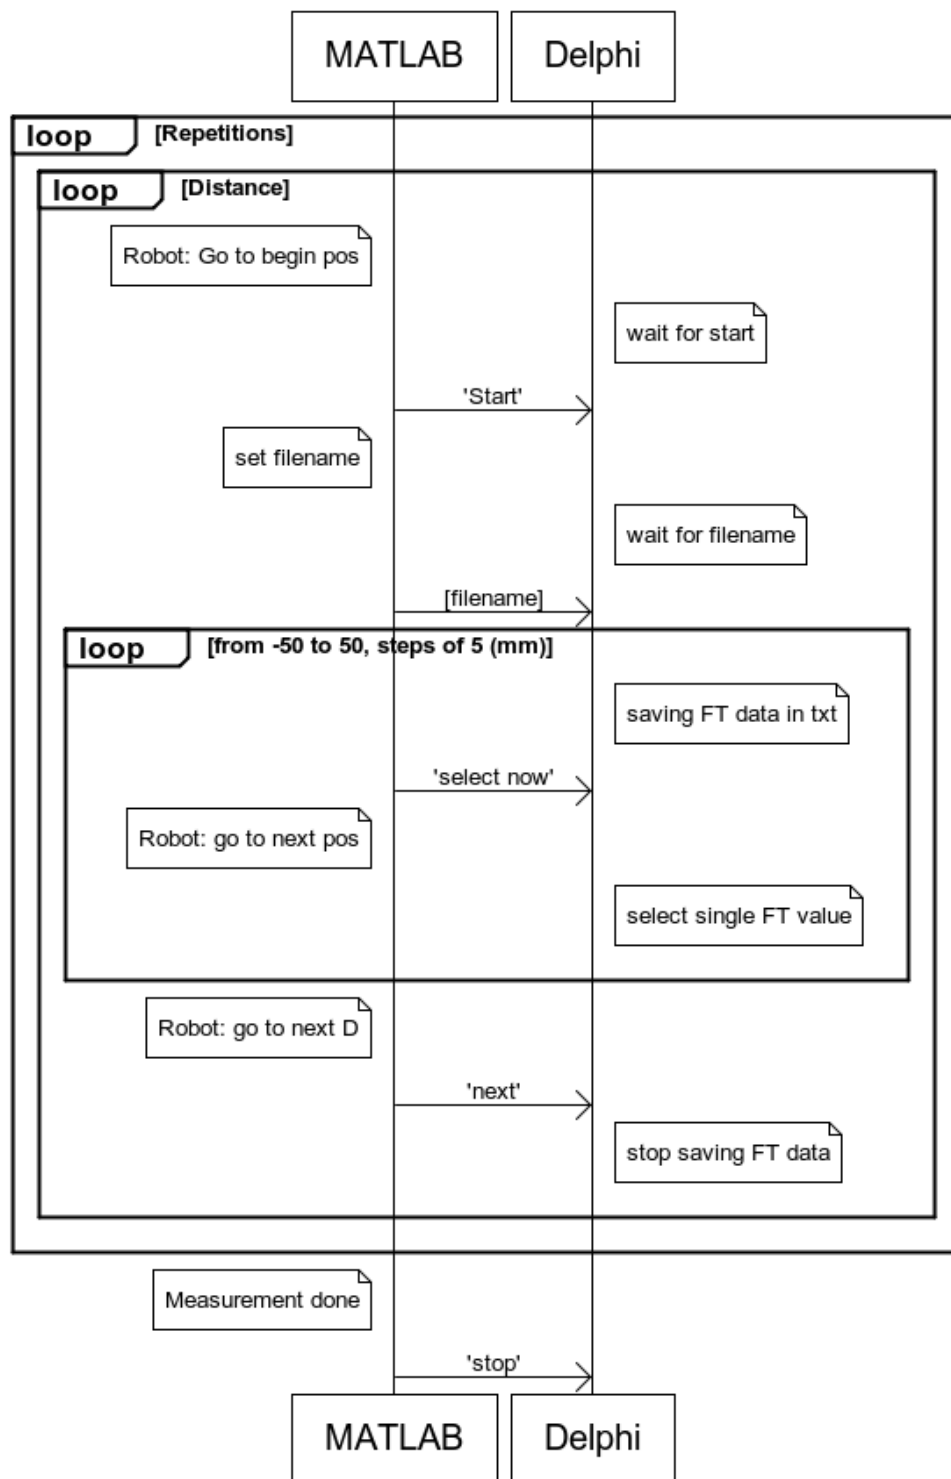 MATLAB
Delphi
loop
[Repetitions]
loop
[Distance]
Robot: Go to begin pos
wait for start
'Start'
set filename
wait for filename
[filename]
loop
[from -50 to 50, steps of 5 (mm)]
saving FT data in txt
'select now'
Robot: go to next pos
select single FT value
Robot: go to next D
'next'
stop saving FT data
Measurement done
'stop'
MATLAB
Delphi